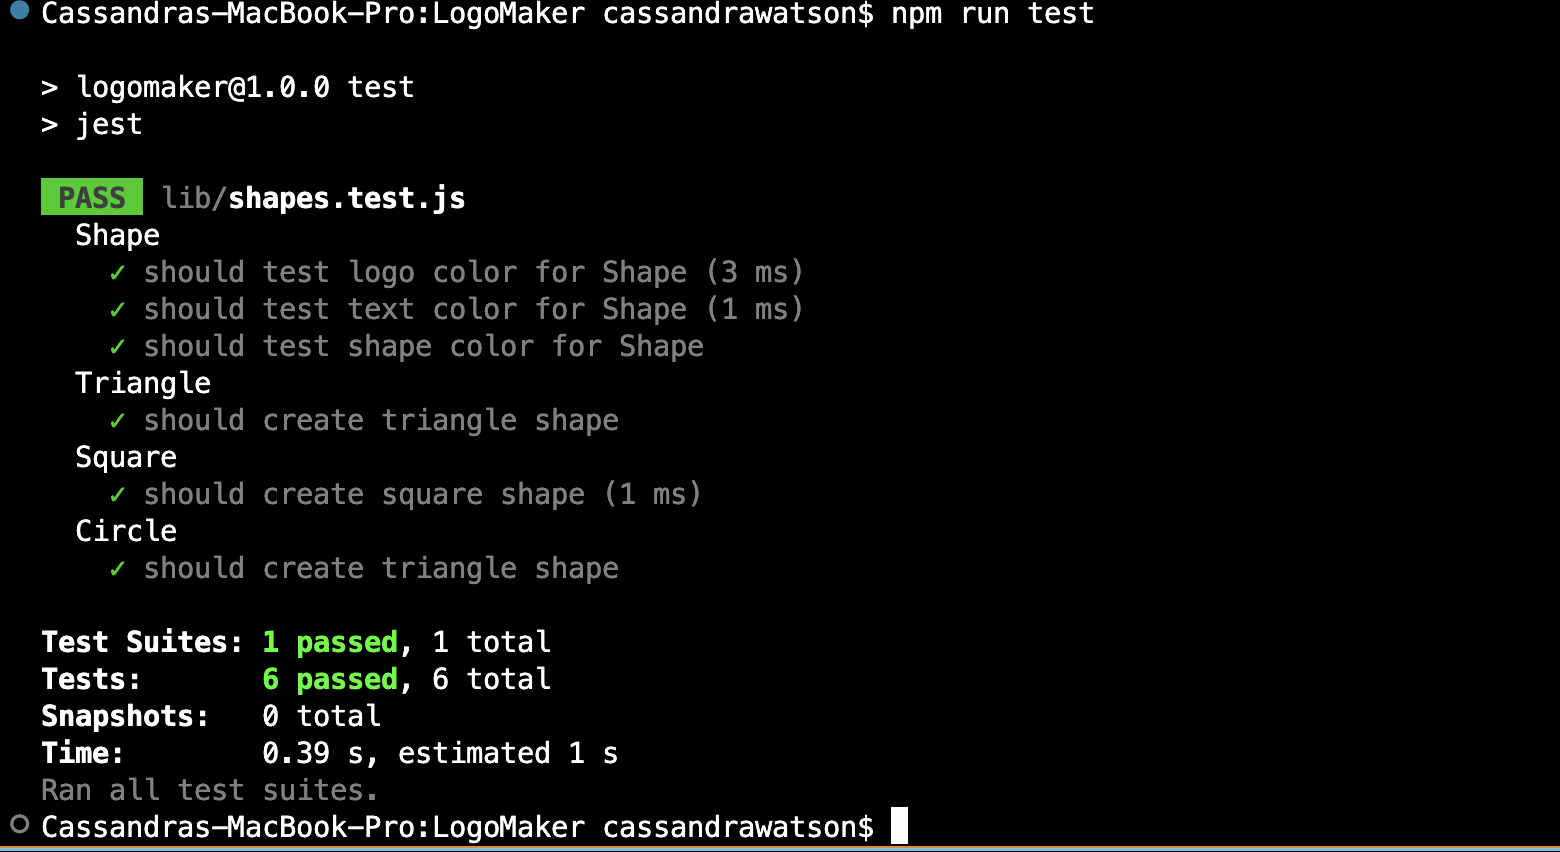 Cassandras-MacBook-Pro:LogoMaker cassandrawatson$ npm run test
> logomaker@1.0.0 test
> jest
PASS lib/shapes.test.js
Shape
✓ should test logo color for Shape (3 ms)
✓ should test text color for Shape (1 ms)
✓ should test shape color for Shape
Triangle
✓ should create triangle shape
Square
✓ should create square shape (1 ms)
Circle
✓ should create triangle shape
Test Suites: 1 passed, 1 total
Tests: 6 passed, 6 total
Snapshots: 0 total
Time: 0.39 s, estimated 1 s
Ran all test suites.
Cassandras-MacBook-Pro:LogoMaker cassandrawatson$